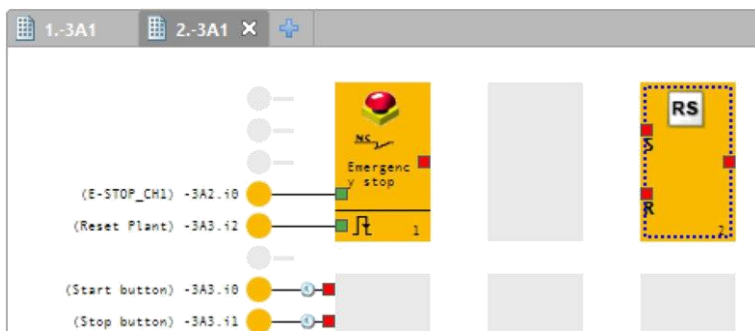 1.-3A1 2.-3A1
RS
NC
S
Emergenc
y stop
(E-STOP_CH1) -3A2.i0
R
(Reset Plant) -3A3.i2 1 2
(Start button) -3A3.i0
(Stop button) -3A3.i1